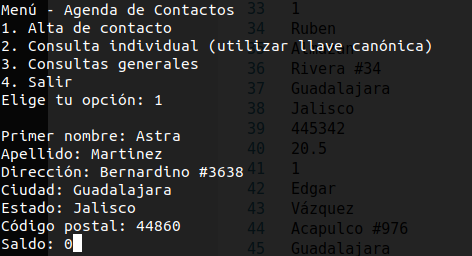 Menú - Agenda de Contactos
1. Alta de contacto
2. Consulta individual (utilizar llave canónica)
3. Consultas generales
4. Salir
Elige tu opción: 1
Primer nombre: Astra
Apellido: Martinez
Dirección: Bernardino #3638
Ciudad: Guadalajara
Estado: Jalisco
Código postal: 44860
Saldo: 0
33 1
34 Ruben
36 Rivera #34
37 Guadalajara
38 Jalisco
39 445342
40 20.5
41 1
42 Edgar
43 Vázquez
44 Acapulco #976
45 Guadalajara